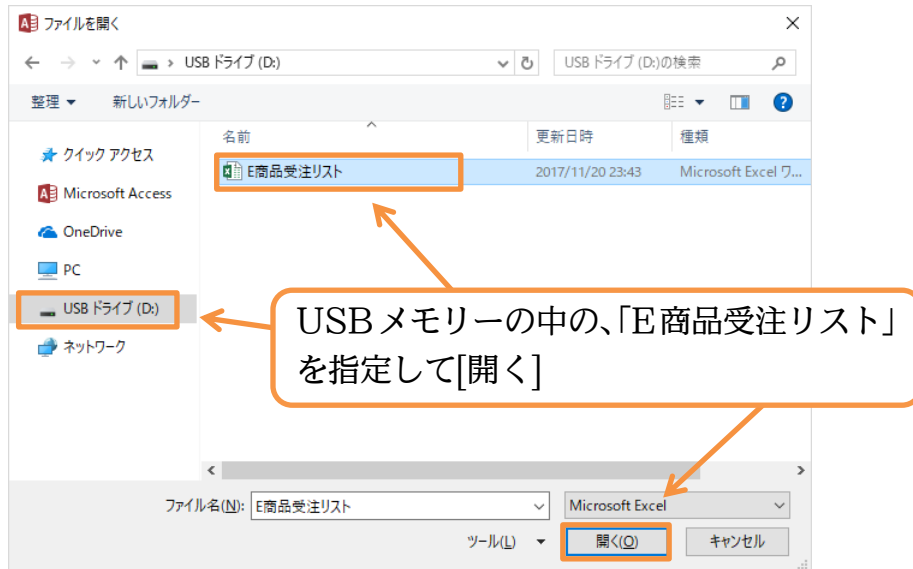 ファイルを開く
USB ドライブ (D:)
USB ドライブ (D:)の検索
整理 新しいフォルダー
名前 更新日時 種類
クイック アクセス
E商品受注リスト 2017/11/20 23:43 Microsoft Excel ワ...
Microsoft Access
OneDrive
PC
USB ドライブ (D:)
ネットワーク
USBメモリーの中の、「E商品受注リスト」
を指定して[開く]
ファイル名(N): E商品受注リスト Microsoft Excel
ツール(L) 開く(O) キャンセル